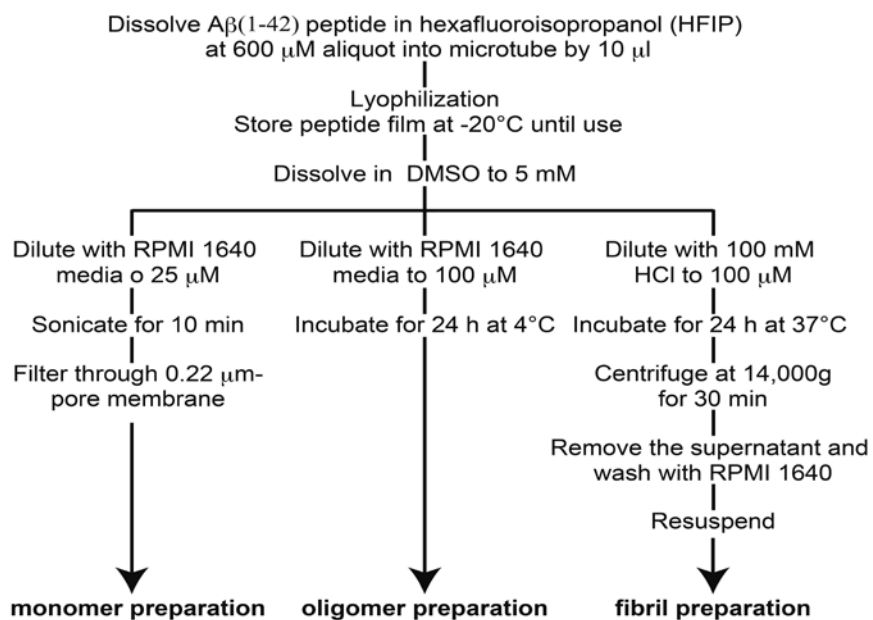 Dissolve Aβ(1-42) peptide in hexafluoroisopropanol (HFIP)
at 600 μM aliquot into microtube by 10 μl
Lyophilization
Store peptide film at -20°C until use
Dissolve in DMSO to 5 mM
Dilute with RPMI 1640
media o 25 μM
Sonicate for 10 min
Filter through 0.22 μm-
pore membrane
monomer preparation
Dilute with RPMI 1640
media to 100 μM
Incubate for 24 h at 4°C
oligomer preparation
Dilute with 100 mM
HCl to 100 μM
Incubate for 24 h at 37°C
Centrifuge at 14,000g
for 30 min
Remove the supernatant and
wash with RPMI 1640
Resuspend
fibril preparation